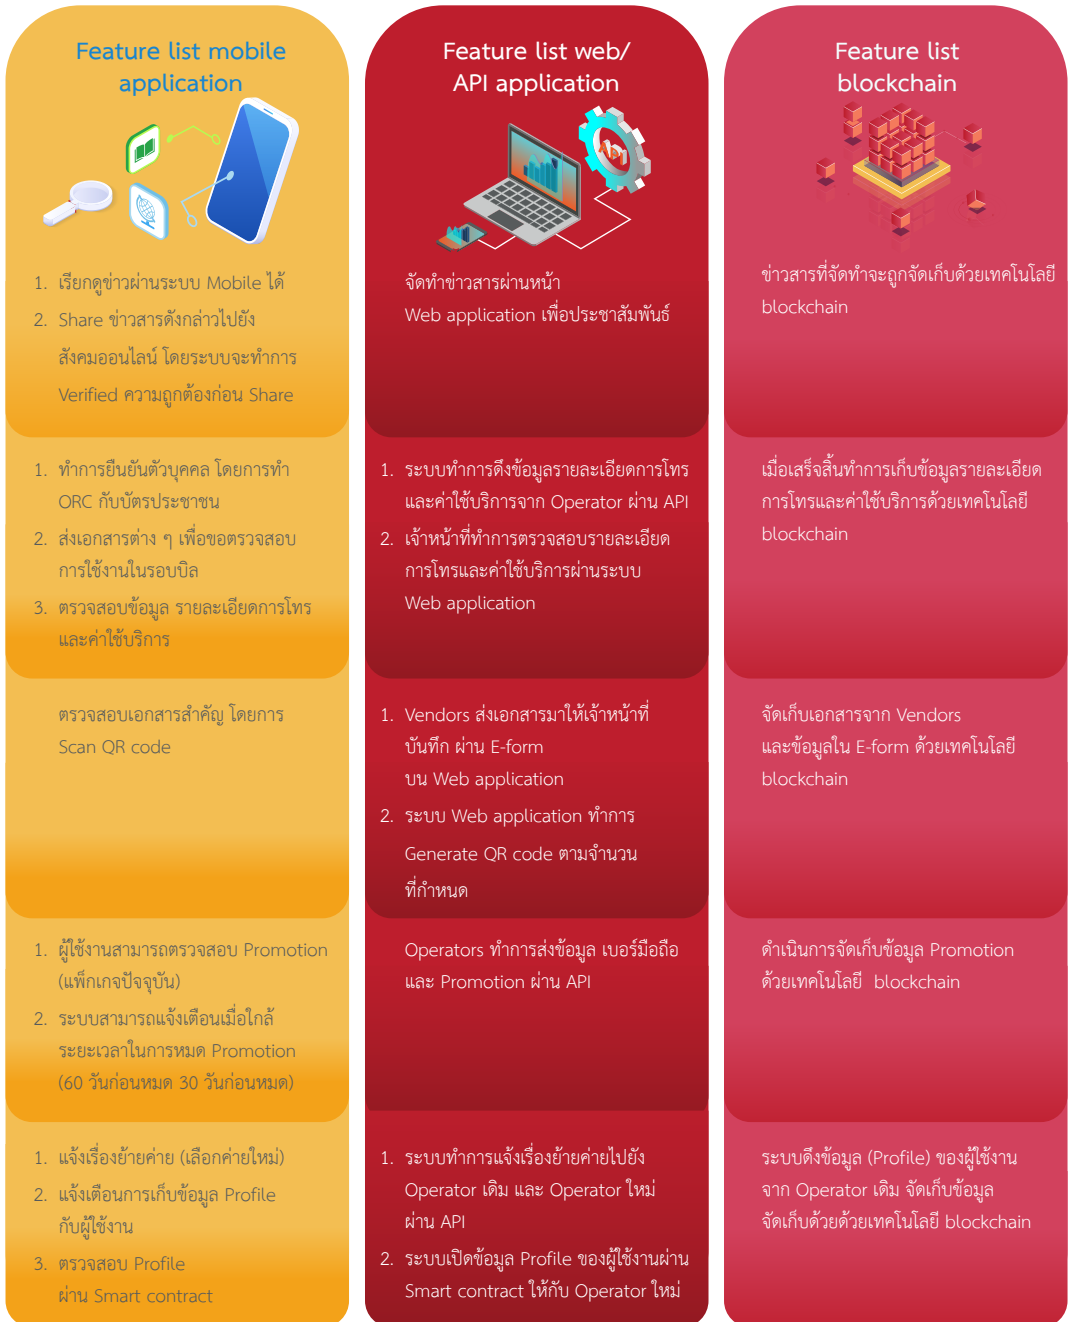 Feature list mobile
application
1. เรียกดูข่าวผ่านระบบ Mobile ได้
2. Share ข่าวสารดังกล่าวไปยัง
สังคมออนไลน์ โดยระบบจะทำการ
Verified ความถูกต้องก่อน Share
1. ทำการยืนยันตัวบุคคล โดยการทำ
ORC กับบัตรประชาชน
2. ส่งเอกสารต่าง ๆ เพื่อขอตรวจสอบ
การใช้งานในรอบบิล
3. ตรวจสอบข้อมูล รายละเอียดการโทร
และค่าใช้บริการ
ตรวจสอบเอกสารสำคัญ โดยการ
Scan QR code
1. ผู้ใช้งานสามารถตรวจสอบ Promotion
(แพ็กเกจปัจจุบัน)
2. ระบบสามารถแจ้งเตือนเมื่อใกล้
ระยะเวลาในการหมด Promotion
(60 วันก่อนหมด 30 วันก่อนหมด)
1. แจ้งเรื่องย้ายค่าย (เลือกค่ายใหม่)
2. แจ้งเตือนการเก็บข้อมูล Profile
กับผู้ใช้งาน
3. ตรวจสอบ Profile
ผ่าน Smart contract
Feature list web/
API application
API
จัดทำข่าวสารผ่านหน้า
Web application เพื่อประชาสัมพันธ์
1. ระบบทำการดึงข้อมูลรายละเอียดการโทร
และค่าใช้บริการจาก Operator ผ่าน API
2. เจ้าหน้าที่ทำการตรวจสอบรายละเอียด
การโทรและค่าใช้บริการผ่านระบบ
Web application
1. Vendors ส่งเอกสารมาให้เจ้าหน้าที่
บันทึก ผ่าน E-form
บน Web application
2. ระบบ Web application ทำการ
Generate QR code ตามจำนวน
ที่กำหนด
Operators ทำการส่งข้อมูล เบอร์มือถือ
และ Promotion ผ่าน API
1. ระบบทำการแจ้งเรื่องย้ายค่ายไปยัง
Operator เดิม และ Operator ใหม่
ผ่าน API
2. ระบบเปิดข้อมูล Profile ของผู้ใช้งานผ่าน
Smart contract ให้กับ Operator ใหม่
Feature list
blockchain
ข่าวสารที่จัดทำจะถูกจัดเก็บด้วยเทคโนโลยี
blockchain
เมื่อเสร็จสิ้นทำการเก็บข้อมูลรายละเอียด
การโทรและค่าใช้บริการด้วยเทคโนโลยี
blockchain
จัดเก็บเอกสารจาก Vendors
และข้อมูลใน E-form ด้วยเทคโนโลยี
blockchain
ดำเนินการจัดเก็บข้อมูล Promotion
ด้วยเทคโนโลยี blockchain
ระบบดึงข้อมูล (Profile) ของผู้ใช้งาน
จาก Operator เดิม จัดเก็บข้อมูล
จัดเก็บด้วยด้วยเทคโนโลยี blockchain